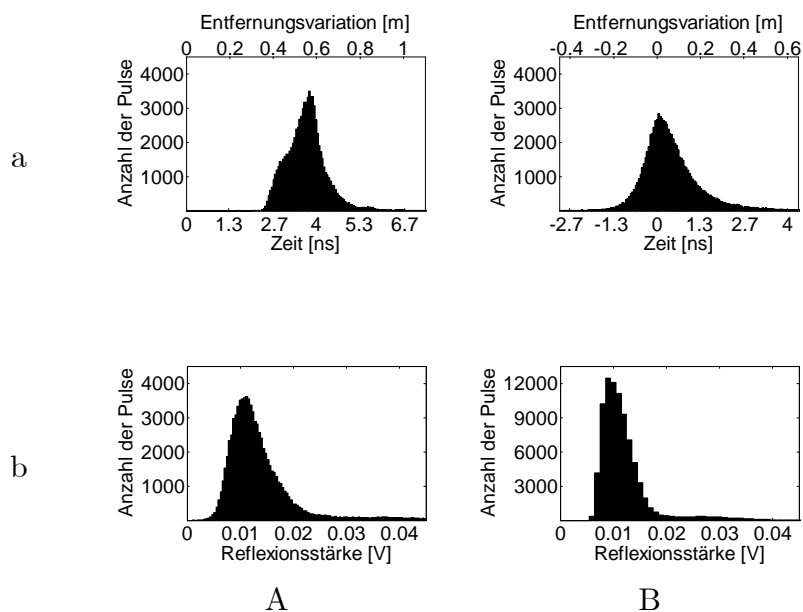 Entfernungsvariation [m]
0 0.2 0.4 0.6 0.8 1
4000
3000
2000
1000
Anzahl der Pulse
0 1.3 2.7 4 5.3 6.7
Zeit [ns]
Entfernungsvariation [m]
-0.4 -0.2 0 0.2 0.4 0.6
4000
3000
2000
1000
Anzahl der Pulse
-2.7 -1.3 0 1.3 2.7 4
Zeit [ns]
a
4000
3000
2000
1000
Anzahl der Pulse
0 0.01 0.02 0.03 0.04
Reflexionsstärke [V]
12000
9000
6000
3000
Anzahl der Pulse
0 0.01 0.02 0.03 0.04
Reflexionsstärke [V]
b
A B